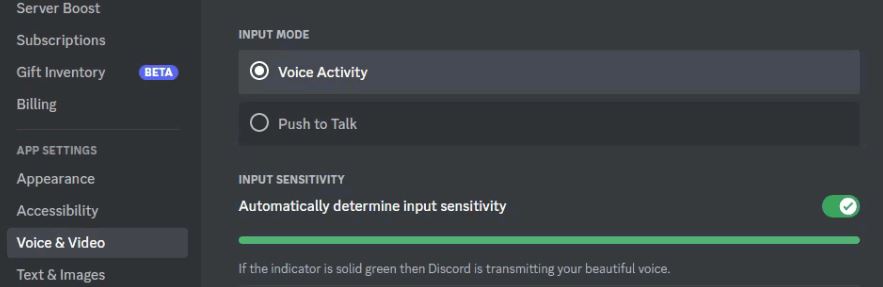 Server Boost
Subscriptions
Gift Inventory BETA
Billing
APP SETTINGS
Appearance
Accessibility
Voice & Video
Text & Images
INPUT MODE
Voice Activity
Push to Talk
INPUT SENSITIVITY
Automatically determine input sensitivity
If the indicator is solid green then Discord is transmitting your beautiful voice.